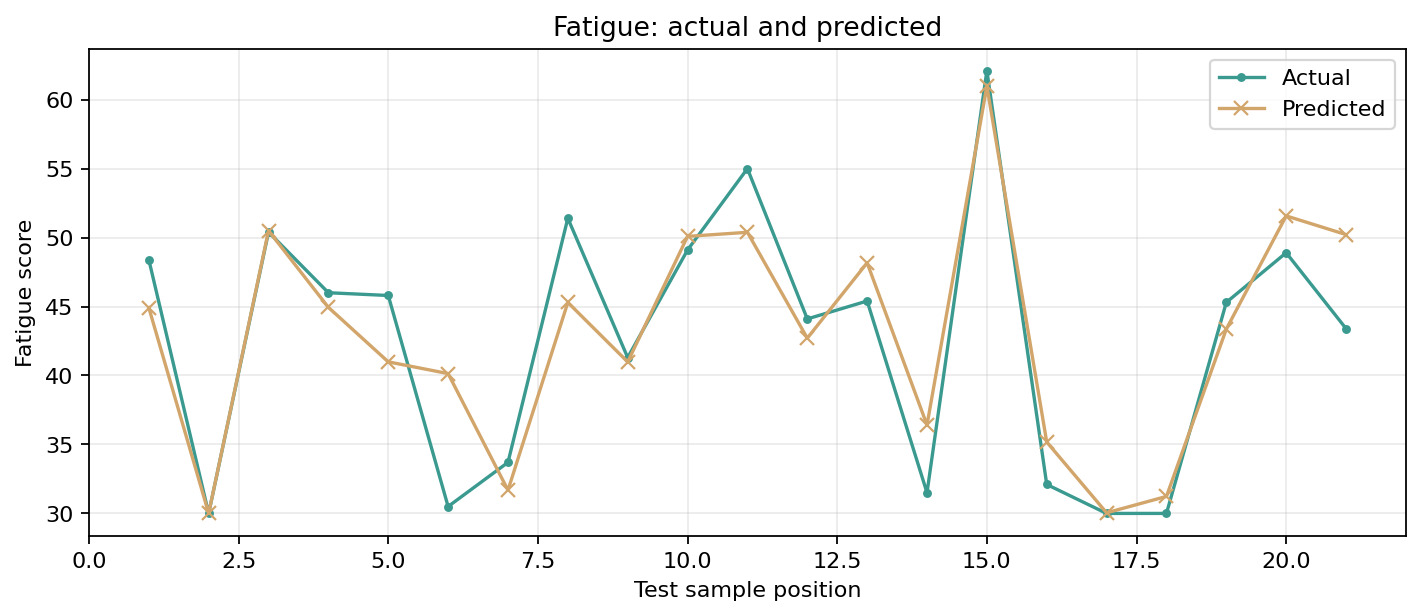 Fatigue: actual and predicted
Actual
Predicted
Fatigue score
60
55
50
45
40
35
30
0.0 2.5 5.0 7.5 10.0 12.5 15.0 17.5 20.0
Test sample position